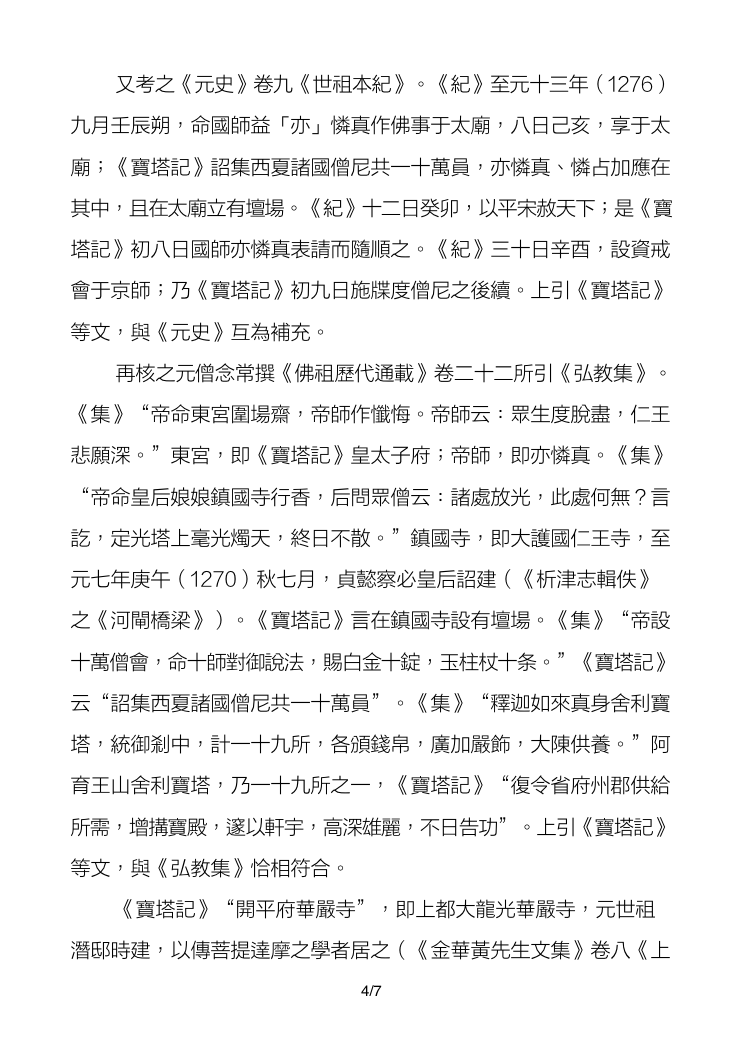 又考之《元史》卷九《世祖本紀》。《紀》至元十三年（1276）
九月壬辰朔，命國師益「亦」憐真作佛事于太廟，八日己亥，享于太
廟；《寶塔記》詔集西夏諸國僧尼共一十萬員，亦憐真、憐占加應在
其中，且在太廟立有壇場。《紀》十二日癸卯，以平宋赦天下；是《寶
塔記》初八日國師亦憐真表請而隨順之。《紀》三十日辛酉，設資戒
會于京師；乃《寶塔記》初九日施牒度僧尼之後續。上引《寶塔記》
等文，與《元史》互為補充。
再核之元僧念常撰《佛祖歷代通載》卷二十二所引《弘教集》。
《集》“帝命東宮圍場齋，帝師作懺悔。帝師云：眾生度脫盡，仁王
悲願深。”東宮，即《寶塔記》皇太子府；帝師，即亦憐真。《集》
“帝命皇后娘娘鎮國寺行香，后問眾僧云：諸處放光，此處何無？言
訖，定光塔上毫光燭天，終日不散。”鎮國寺，即大護國仁王寺，至
元七年庚午（1270）秋七月，貞懿察必皇后詔建（《析津志輯佚》
之《河閘橋梁》）。《寶塔記》言在鎮國寺設有壇場。《集》“帝設
十萬僧會，命十師對御說法，賜白金十錠，玉柱杖十条。”《寶塔記》
云“詔集西夏諸國僧尼共一十萬員”。《集》“釋迦如來真身舍利寶
塔，統御剎中，計一十九所，各頒錢帛，廣加嚴飾，大陳供養。”阿
育王山舍利寶塔，乃一十九所之一，《寶塔記》“復令省府州郡供給
所需，增搆寶殿，邃以軒宇，高深雄麗，不日告功”。上引《寶塔記》
等文，與《弘教集》恰相符合。
《寶塔記》“開平府華嚴寺”，即上都大龍光華嚴寺，元世祖
潛邸時建，以傳菩提達摩之學者居之（《金華黃先生文集》卷八《上
4/7